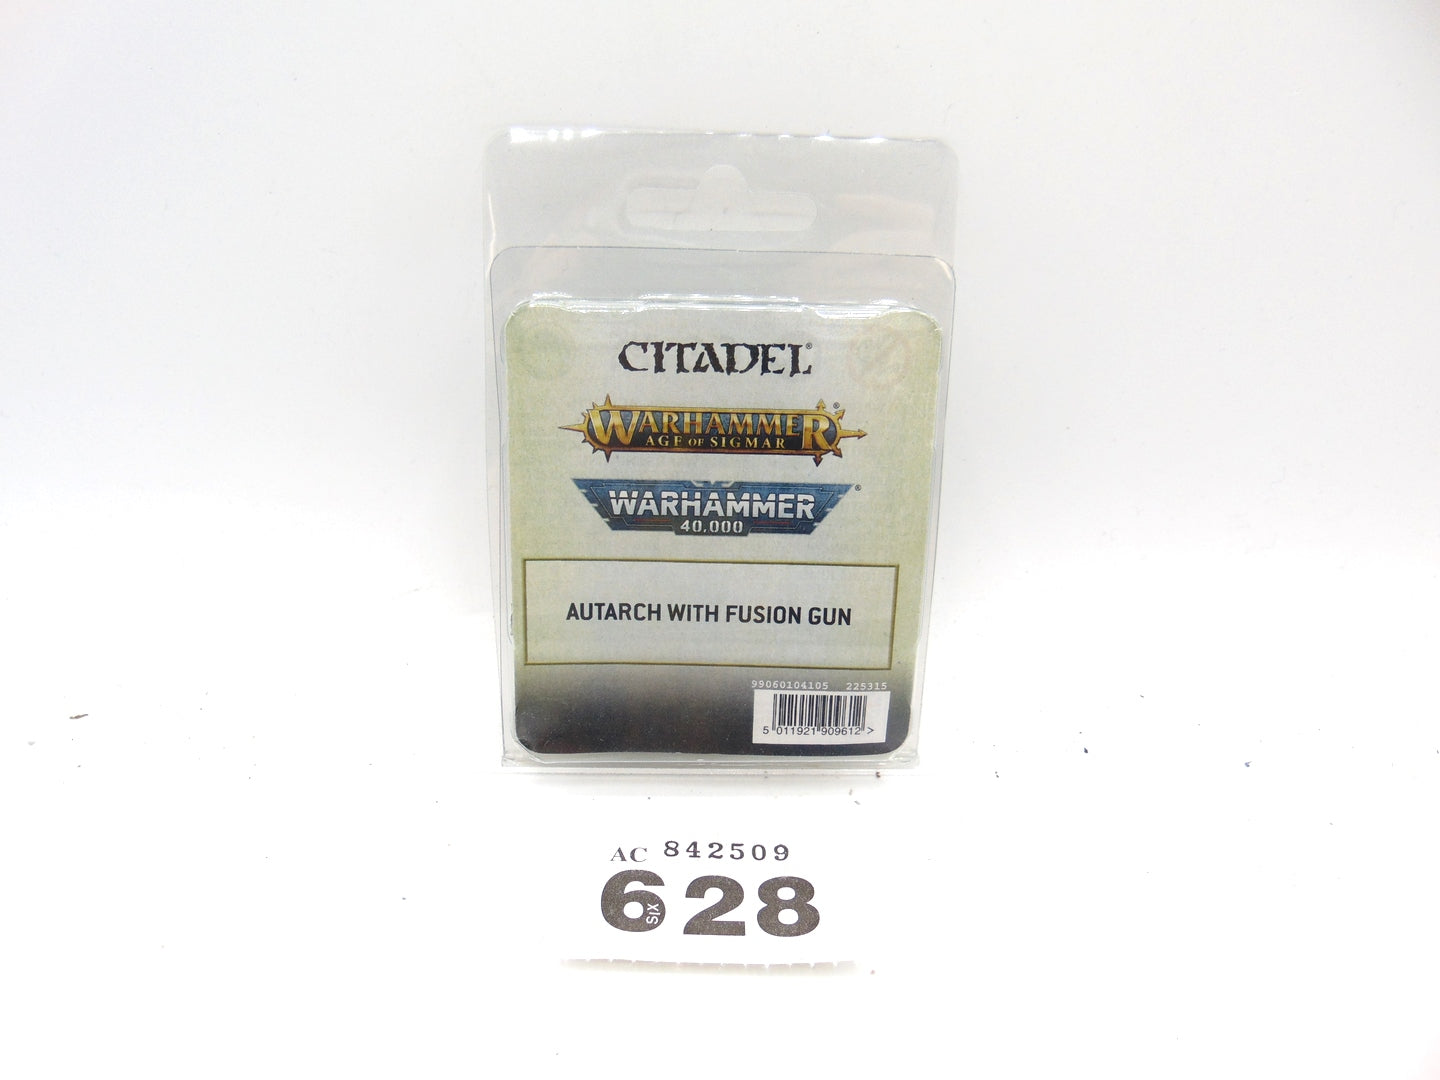 CITADEL®
WARHAMMER®
AGE OF SIGMAR
WARHAMMER®
40,000
AUTARCH WITH FUSION GUN
99060104105 225315
5 011921 909612 >
AC 842509
628
SIX